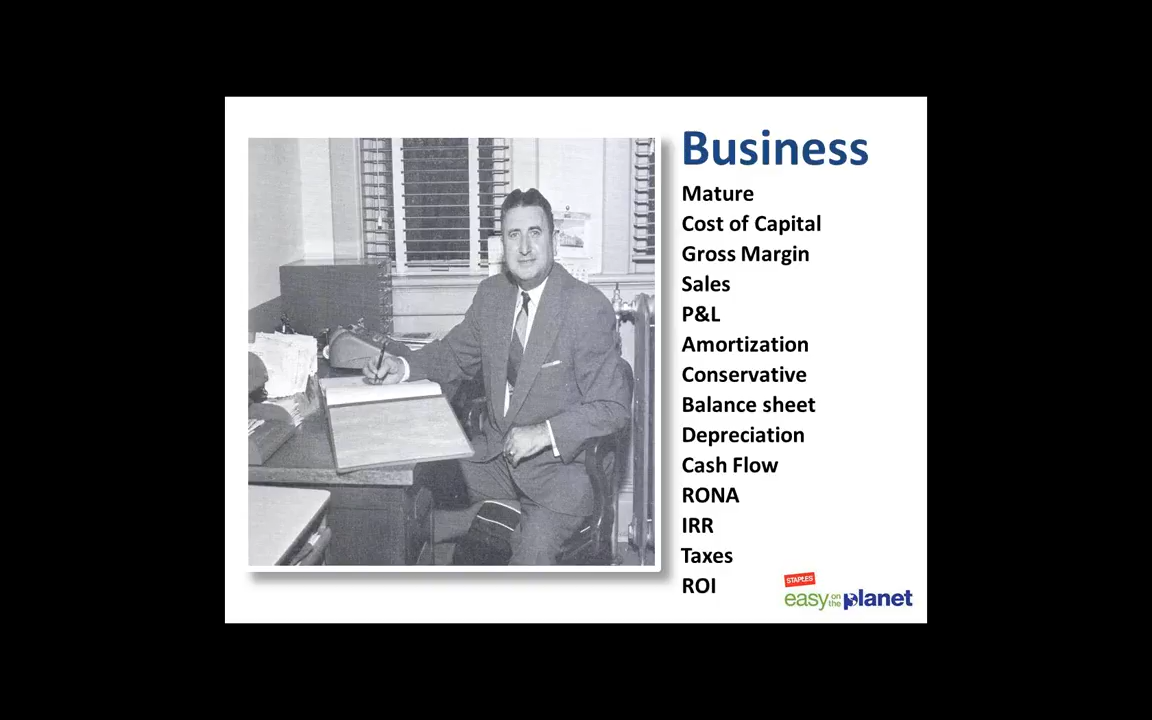 Business
Mature
Cost of Capital
Gross Margin
Sales
P&L
Amortization
Conservative
Balance sheet
Depreciation
Cash Flow
RONA
IRR
Taxes
ROI
STAPLES
easy on the planet